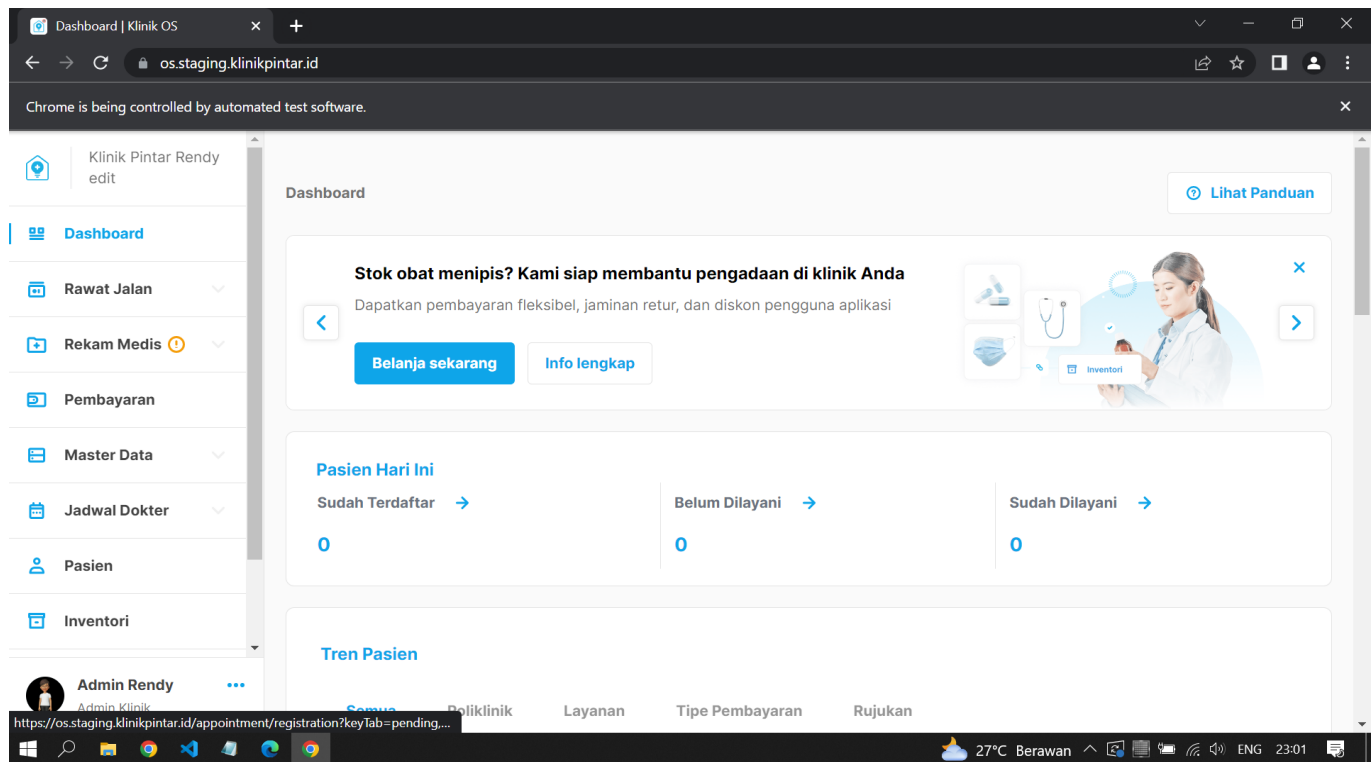 Dashboard | Klinik OS
os.staging.klinikpintar.id
Chrome is being controlled by automated test software.
Klinik Pintar Rendy
edit
Dashboard
Rawat Jalan
Rekam Medis
Pembayaran
Master Data
Jadwal Dokter
Pasien
Inventori
Admin Rendy
Admin Klinik
Dashboard
Lihat Panduan
Stok obat menipis? Kami siap membantu pengadaan di klinik Anda
Dapatkan pembayaran fleksibel, jaminan retur, dan diskon pengguna aplikasi
Belanja sekarang
Info lengkap
Inventori
Pasien Hari Ini
Sudah Terdaftar
0
Belum Dilayani
0
Sudah Dilayani
0
Tren Pasien
Semua Poliklinik Layanan Tipe Pembayaran Rujukan
https://os.staging.klinikpintar.id/appointment/registration?keyTab=pending,...
27°C Berawan ENG 23:01